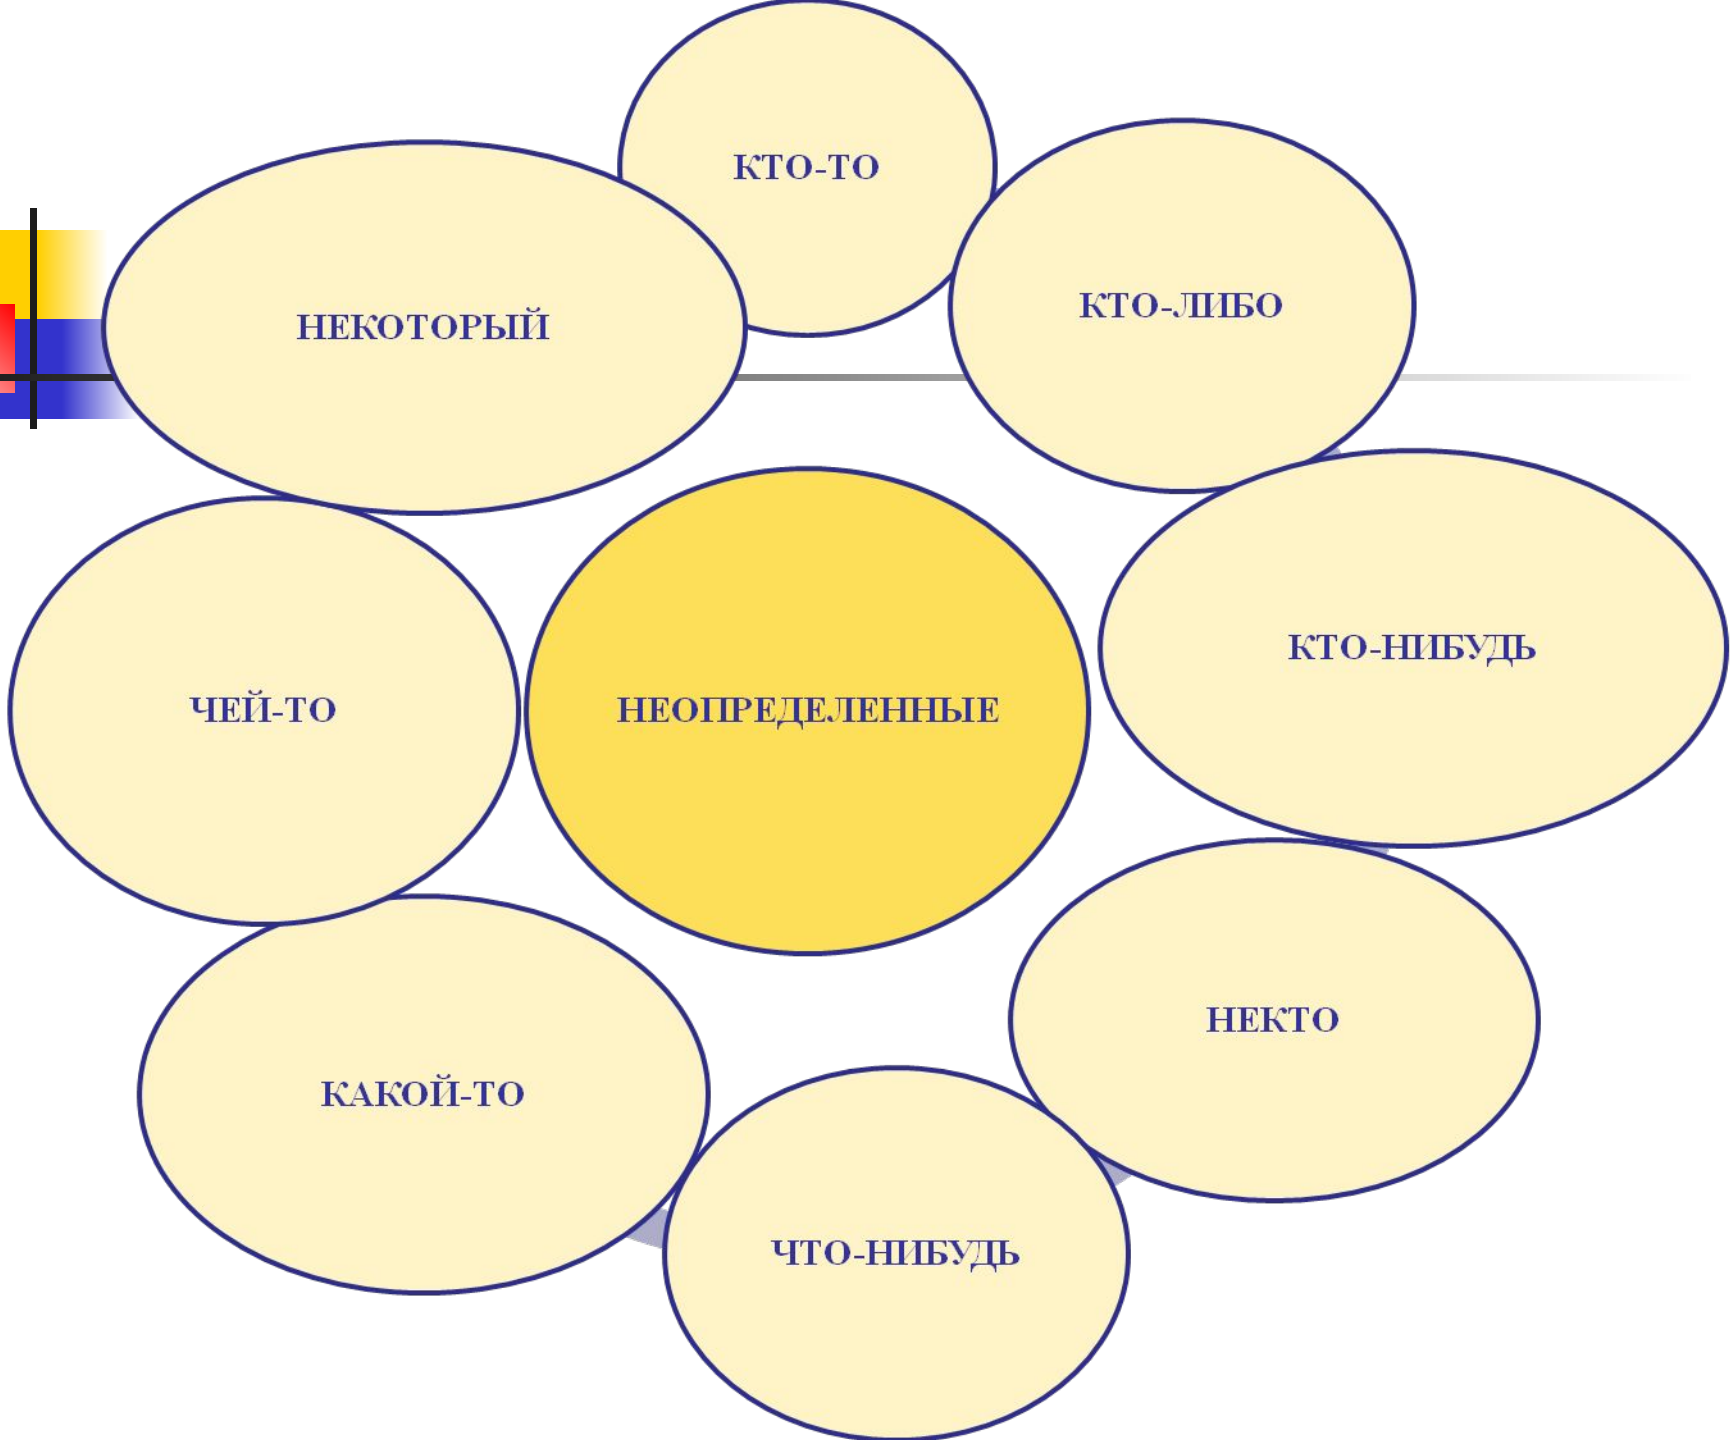 КТО-ТО
КТО-ЛИБО
НЕКОТОРЫЙ
КТО-НИБУДЬ
ЧЕЙ-ТО
НЕОПРЕДЕЛЕННЫЕ
НЕКТО
КАКОЙ-ТО
ЧТО-НИБУДЬ